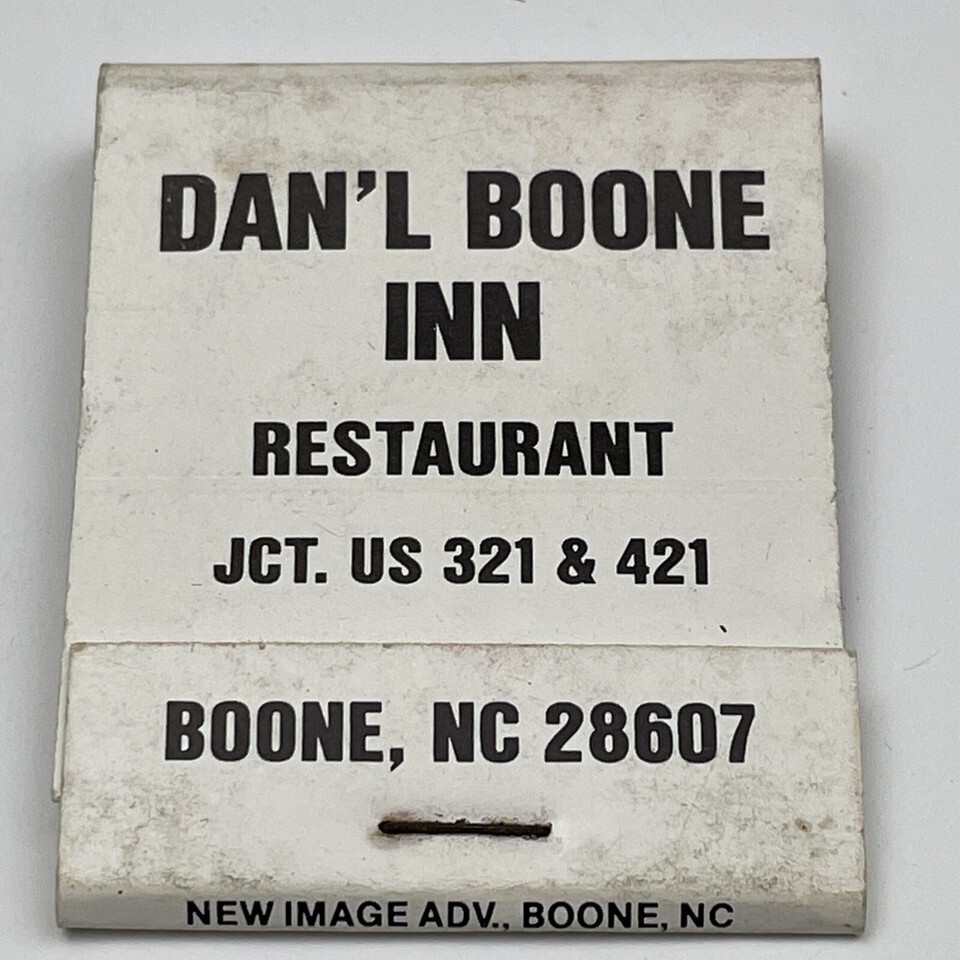 DAN'L BOONE
INN
RESTAURANT
JCT. US 321 & 421
BOONE, NC 28607
NEW IMAGE ADV., BOONE, NC